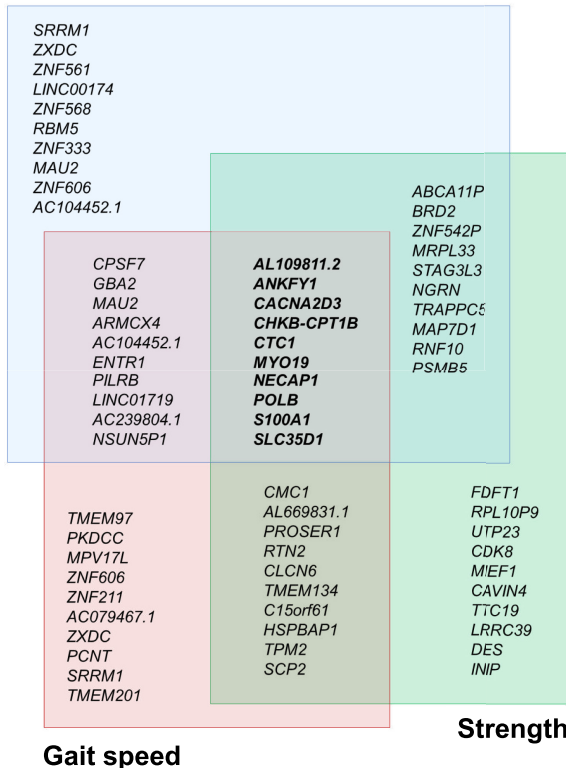 SRRM1
ZXDC
ZNF561
LINC00174
ZNF568
RBM5
ZNF333
MAU2
ZNF606
AC104452.1
ABCA11P
BRD2
ZNF542P
MRPL33
STAG3L3
NGRN
TRAPPC5
MAP7D1
RNF10
PSMB5
CPSF7
GBA2
MAU2
ARMCX4
AC104452.1
ENTR1
PILRB
LINC01719
AC239804.1
NSUN5P1
AL109811.2
ANKFY1
CACNA2D3
CHKB-CPT1B
CTC1
MYO19
NECAP1
POLB
S100A1
SLC35D1
TMEM97
PKDCC
MPV17L
ZNF606
ZNF211
AC079467.1
ZXDC
PCNT
SRRM1
TMEM201
CMC1
AL669831.1
PROSER1
RTN2
CLCN6
TMEM134
C15orf61
HSPBAP1
TPM2
SCP2
FDFT1
RPL10P9
UTP23
CDK8
MIEF1
CAVIN4
TTC19
LRRC39
DES
INIP
Strength
Gait speed